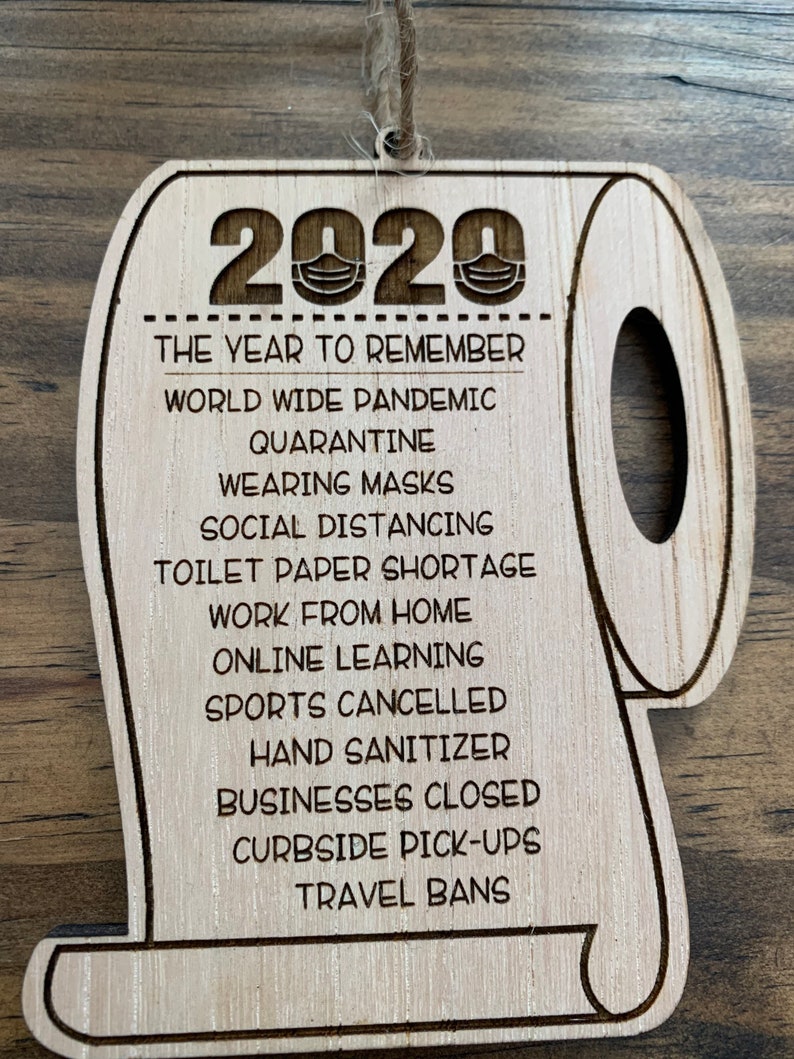 2020
THE YEAR TO REMEMBER
WORLD WIDE PANDEMIC
QUARANTINE
WEARING MASKS
SOCIAL DISTANCING
TOILET PAPER SHORTAGE
WORK FROM HOME
ONLINE LEARNING
SPORTS CANCELLED
HAND SANITIZER
BUSINESSES CLOSED
CURBSIDE PICK-UPS
TRAVEL BANS